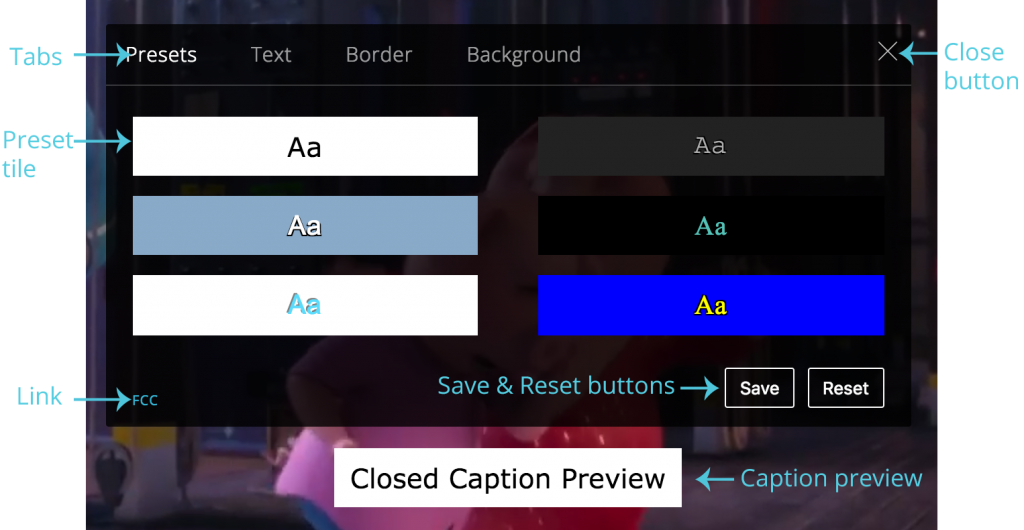 Tabs
Presets Text Border Background
Close
button
Preset
tile
Aa Aa
Aa Aa
Aa Aa
Link
FCC
Save & Reset buttons
Save Reset
Closed Caption Preview
Caption preview